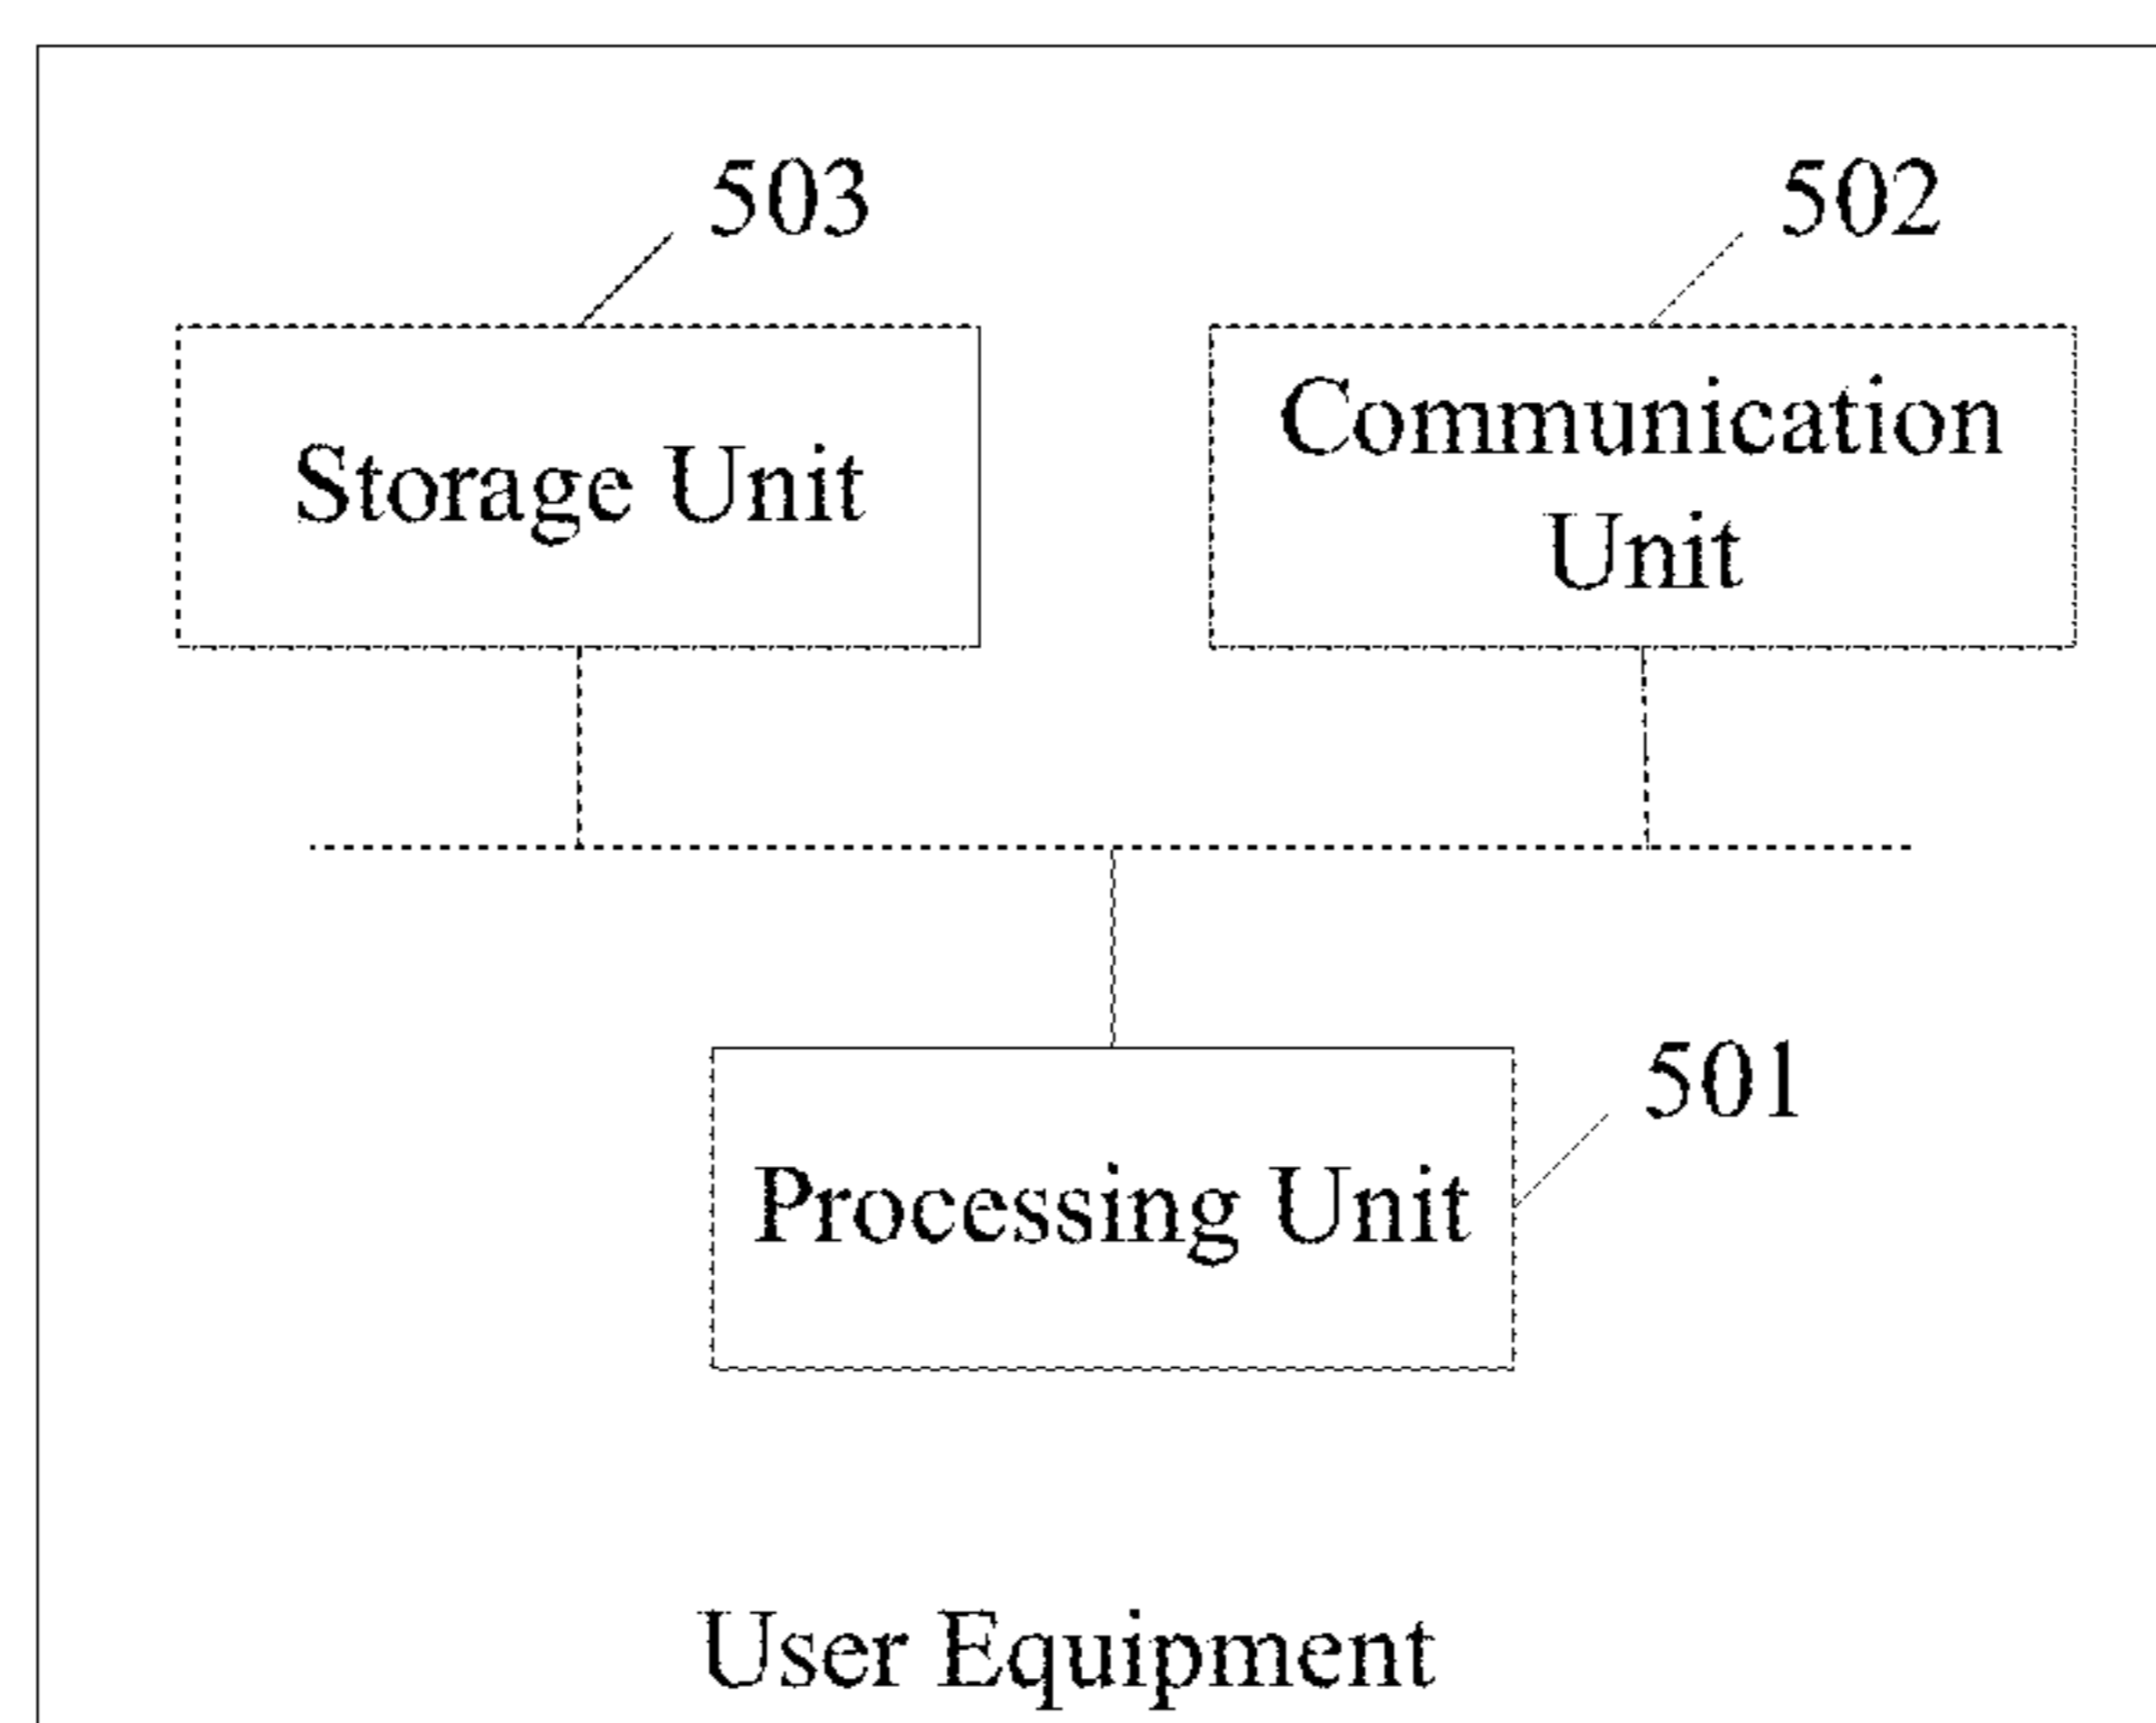 503
502
Storage Unit
Communication
Unit
501
Processing Unit
User Equipment